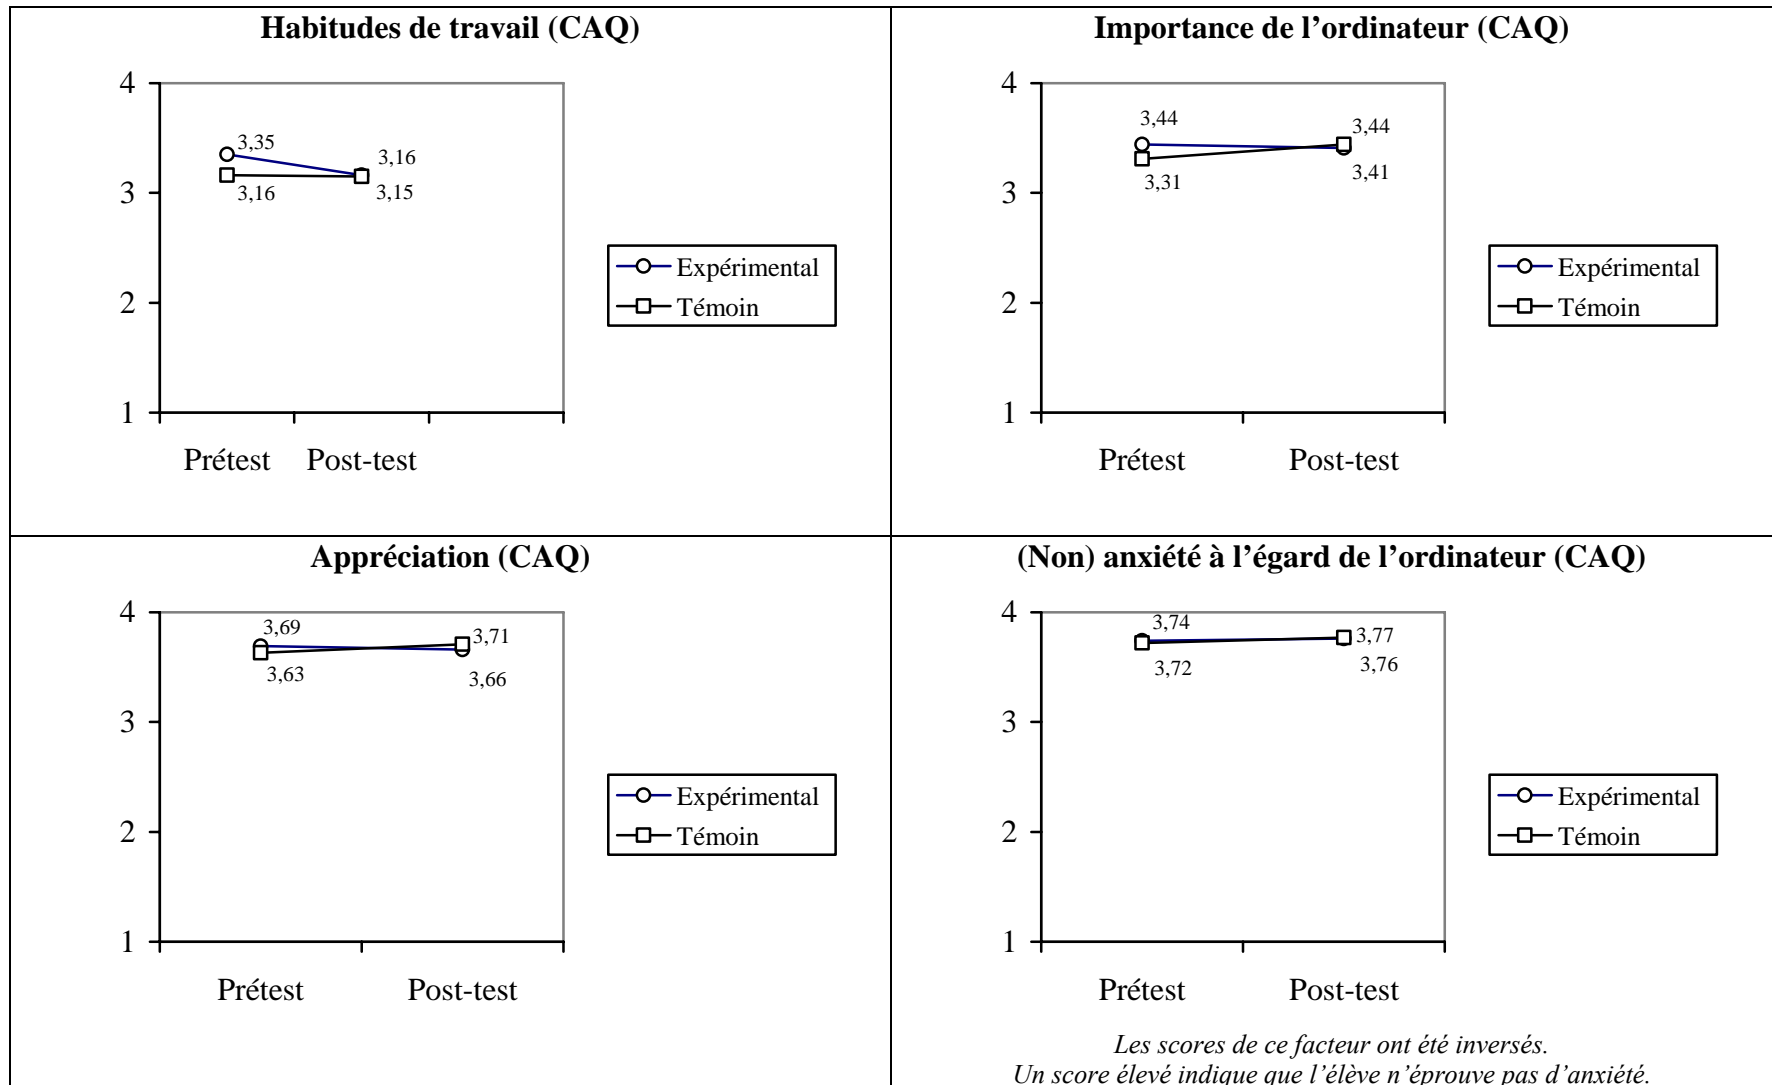 Habitudes de travail (CAQ)
4
3
2
1
3,35
3,16
3,16
3,15
Prétest Post-test
Expérimental
Témoin
Importance de l’ordinateur (CAQ)
4
3
2
1
3,44
3,31
3,44
3,41
Prétest Post-test
Expérimental
Témoin
Appréciation (CAQ)
4
3
2
1
3,69
3,63
3,71
3,66
Prétest Post-test
Expérimental
Témoin
(Non) anxiété à l’égard de l’ordinateur (CAQ)
4
3
2
1
3,74
3,72
3,77
3,76
Prétest Post-test
Expérimental
Témoin
Les scores de ce facteur ont été inversés.
Un score élevé indique que l’élève n’éprouve pas d’anxiété.